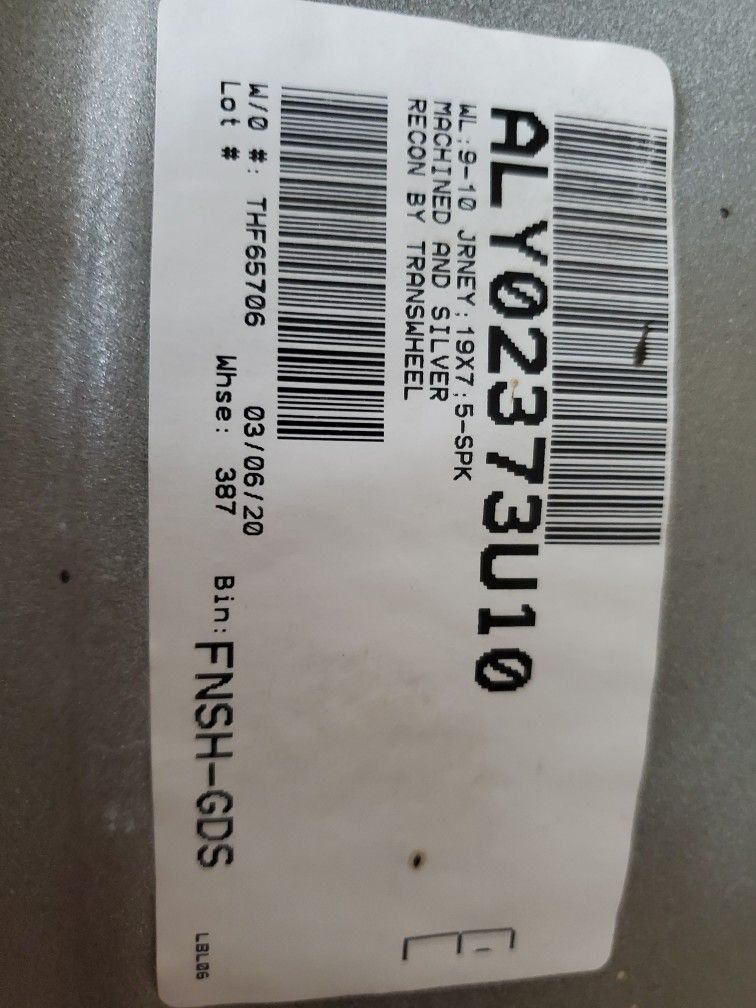 ALY02373U10
WL:9-10 JRNEY;19X7;5-SPK
MACHINED AND SILVER
RECON BY TRANSWHEEL
W/O #: THF65706 03/06/20
Lot # Whse: 387 Bin: FNSH-GDS
LBL06